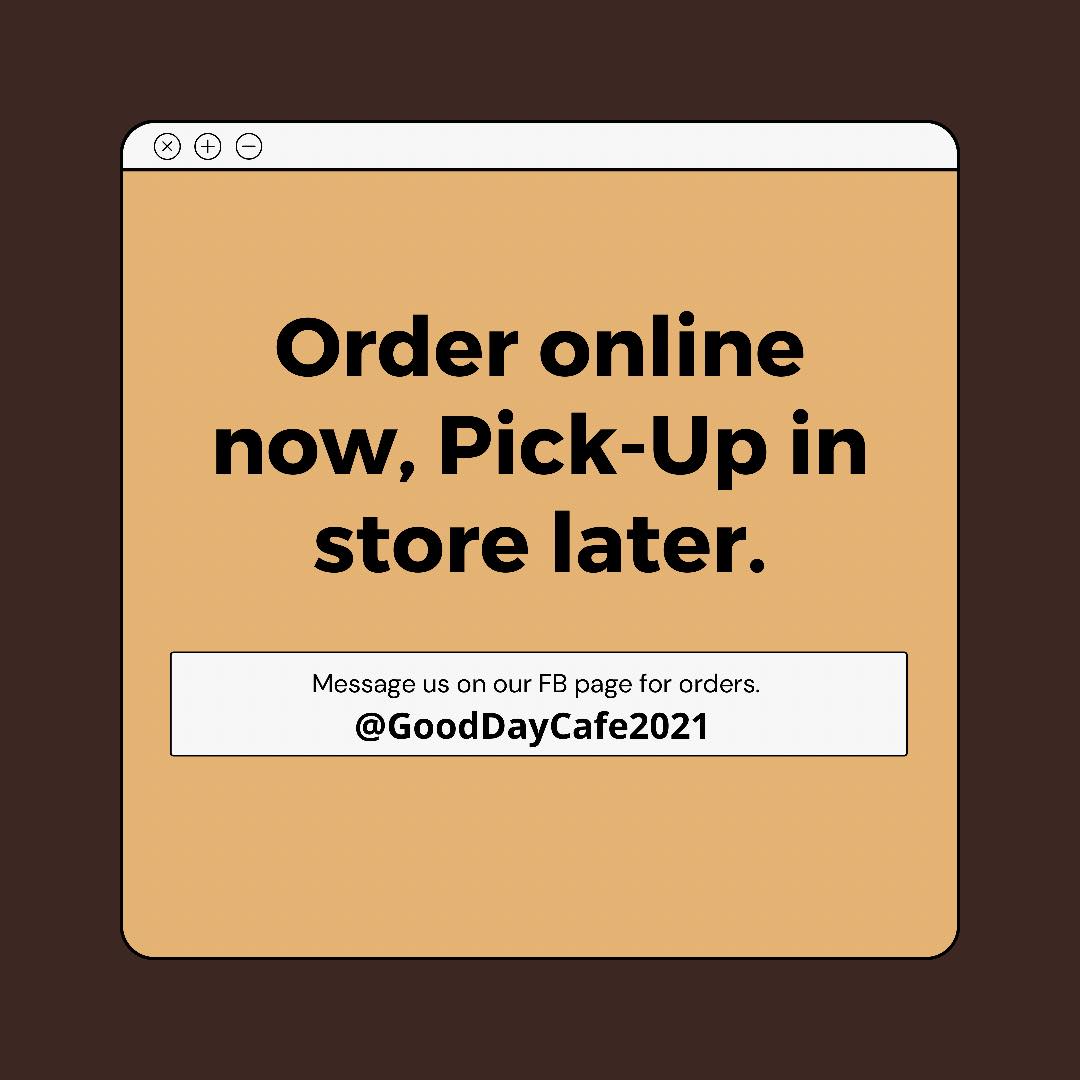 Order online
now, Pick-Up in
store later.
Message us on our FB page for orders.
@GoodDayCafe2021